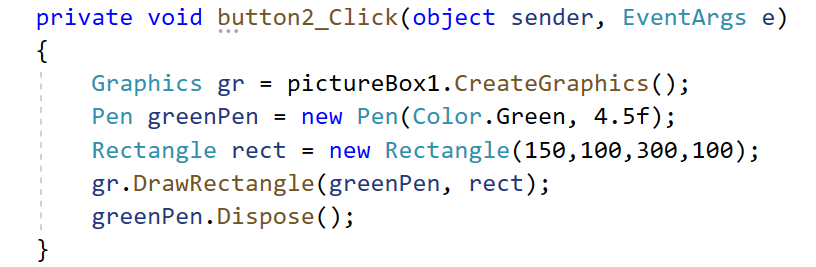 private void button2_Click(object sender, EventArgs e)
{
Graphics gr = pictureBox1.CreateGraphics();
Pen greenPen = new Pen(Color.Green, 4.5f);
Rectangle rect = new Rectangle(150,100,300,100);
gr.DrawRectangle(greenPen, rect);
greenPen.Dispose();
}